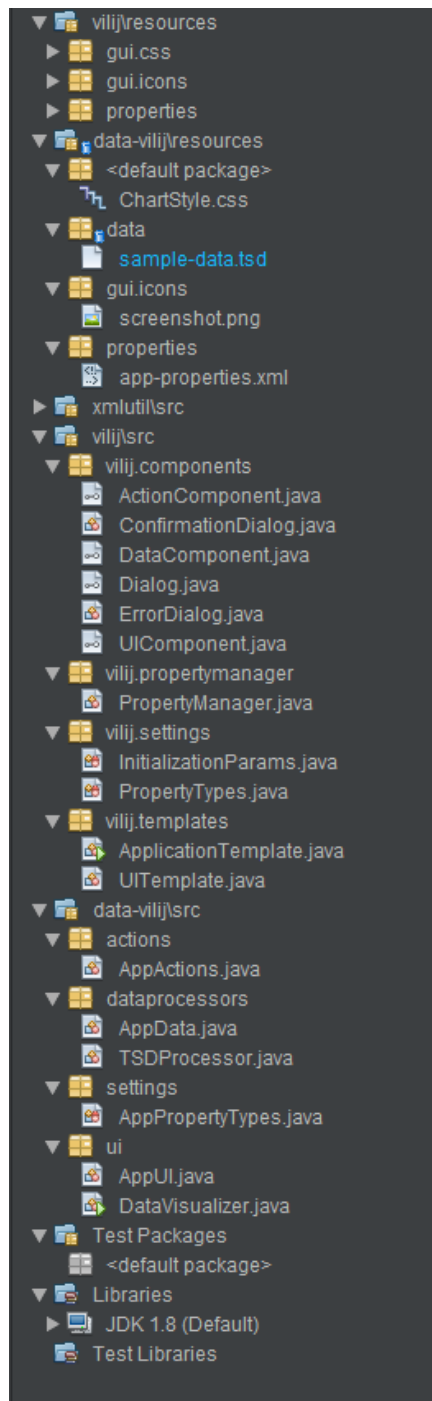 vilij\resources
gui.css
gui.icons
properties
data-vilij\resources
<default package>
ChartStyle.css
data
sample-data.tsd
gui.icons
screenshot.png
properties
app-properties.xml
xmlutil\src
vilij\src
vilij.components
ActionComponent.java
ConfirmationDialog.java
DataComponent.java
Dialog.java
ErrorDialog.java
UIComponent.java
vilij.propertymanager
PropertyManager.java
vilij.settings
InitializationParams.java
PropertyTypes.java
vilij.templates
ApplicationTemplate.java
UITemplate.java
data-vilij\src
actions
AppActions.java
dataprocessors
AppData.java
TSDProcessor.java
settings
AppPropertyTypes.java
ui
AppUI.java
DataVisualizer.java
Test Packages
<default package>
Libraries
JDK 1.8 (Default)
Test Libraries